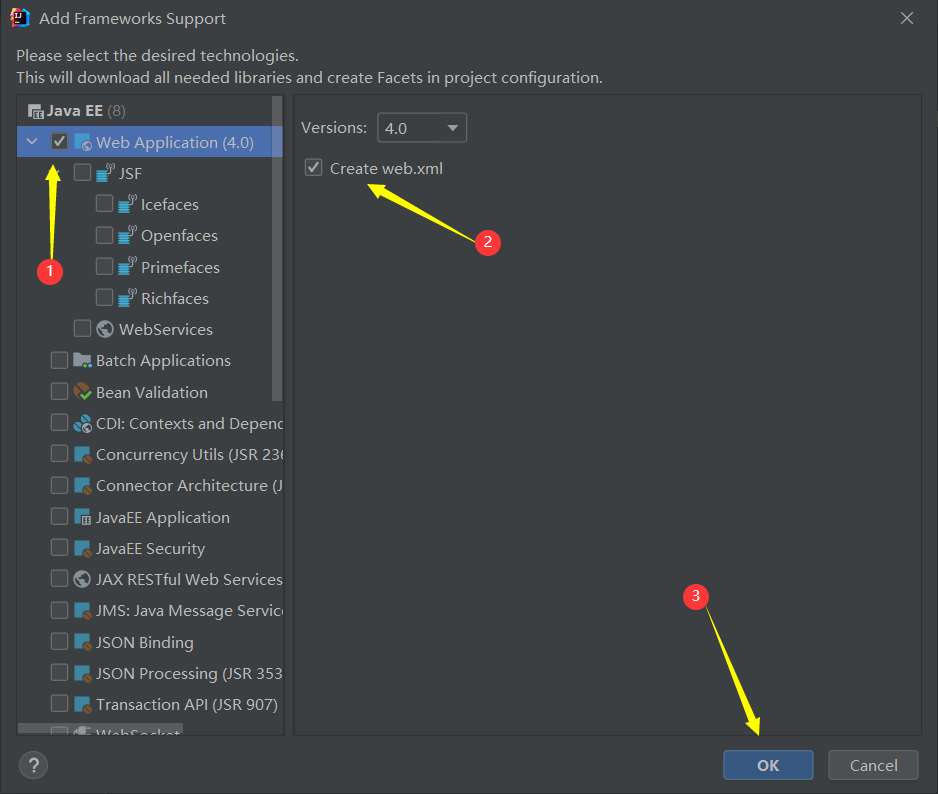 Add Frameworks Support
Please select the desired technologies.
This will download all needed libraries and create Facets in project configuration.
Java EE (8)
Web Application (4.0)
JSF
Icefaces
Openfaces
Primefaces
Richfaces
WebServices
Batch Applications
Bean Validation
CDI: Contexts and Depend
Concurrency Utils (JSR 236
Connector Architecture (J
JavaEE Application
JavaEE Security
JAX RESTful Web Services
JMS: Java Message Servic
JSON Binding
JSON Processing (JSR 353
Transaction API (JSR 907)
WebSocket
Versions: 4.0
Create web.xml
1
2
3
?
OK
Cancel